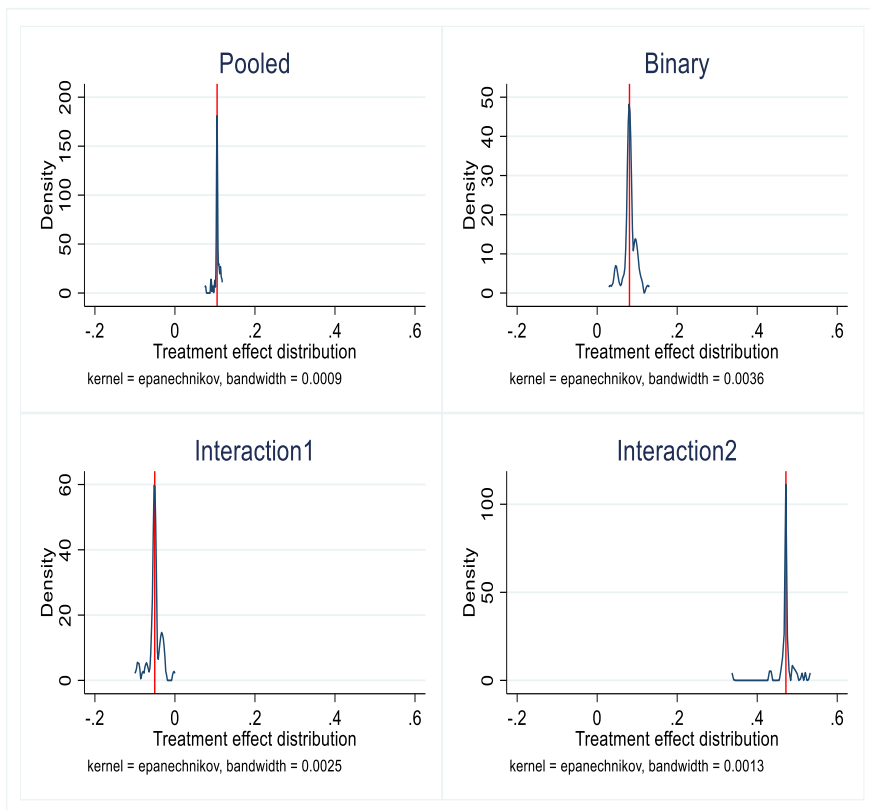 Pooled
Density
200
150
100
50
0
-.2 0 .2 .4 .6
Treatment effect distribution
kernel = epanechnikov, bandwidth = 0.0009
Binary
Density
50
40
30
20
10
0
-.2 0 .2 .4 .6
Treatment effect distribution
kernel = epanechnikov, bandwidth = 0.0036
Interaction1
Density
60
40
20
0
-.2 0 .2 .4 .6
Treatment effect distribution
kernel = epanechnikov, bandwidth = 0.0025
Interaction2
Density
100
50
0
-.2 0 .2 .4 .6
Treatment effect distribution
kernel = epanechnikov, bandwidth = 0.0013